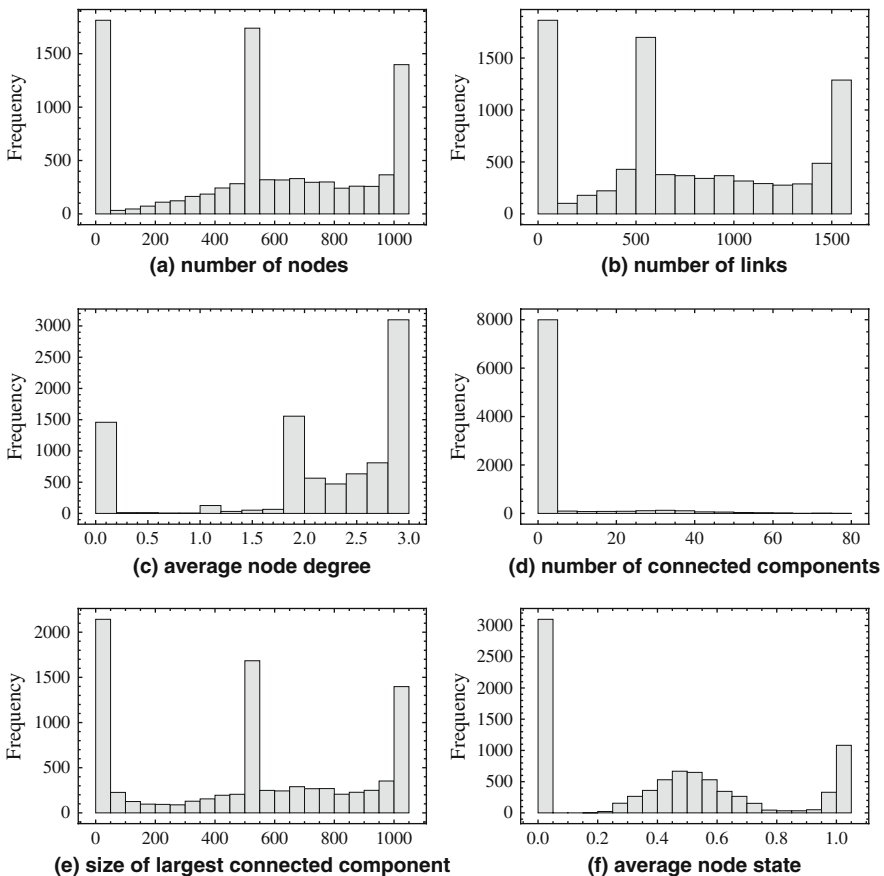 Frequency
1500
1000
500
0
0 200 400 600 800 1000
(a) number of nodes
Frequency
1500
1000
500
0
0 500 1000 1500
(b) number of links
Frequency
3000
2500
2000
1500
1000
500
0
0.0 0.5 1.0 1.5 2.0 2.5 3.0
(c) average node degree
Frequency
8000
6000
4000
2000
0
0 20 40 60 80
(d) number of connected components
Frequency
2000
1500
1000
500
0
0 200 400 600 800 1000
(e) size of largest connected component
Frequency
3000
2500
2000
1500
1000
500
0
0.0 0.2 0.4 0.6 0.8 1.0
(f) average node state